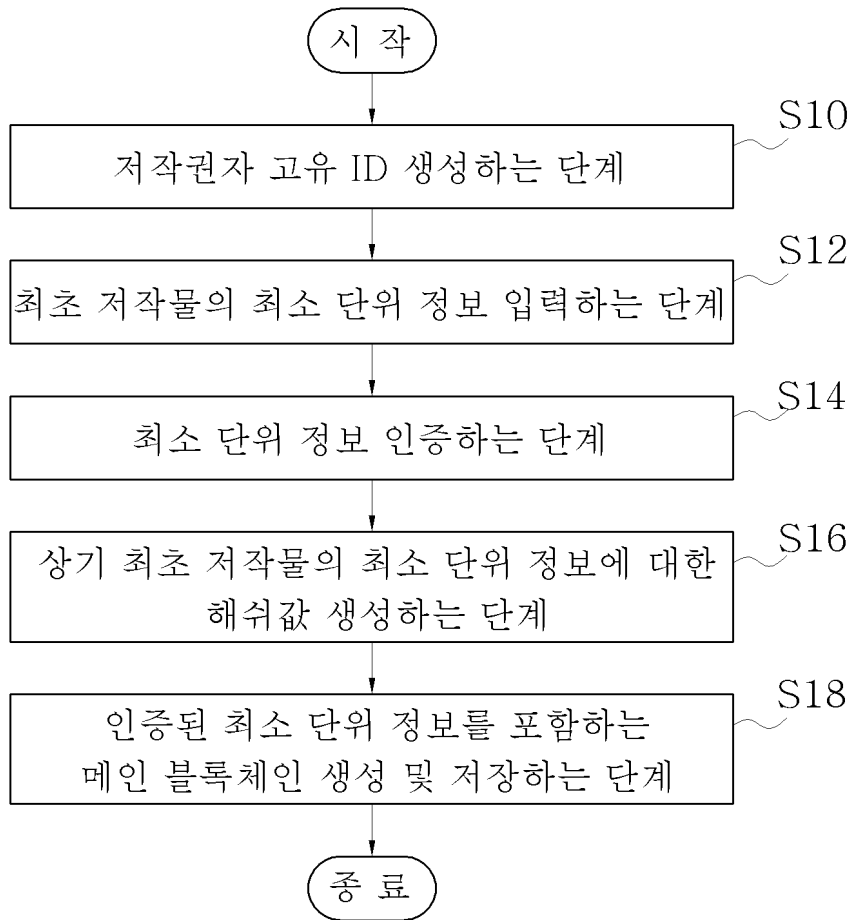 시 작
S10
저작권자 고유 ID 생성하는 단계
S12
최초 저작물의 최소 단위 정보 입력하는 단계
S14
최소 단위 정보 인증하는 단계
S16
상기 최초 저작물의 최소 단위 정보에 대한
해쉬값 생성하는 단계
S18
인증된 최소 단위 정보를 포함하는
메인 블록체인 생성 및 저장하는 단계
종 료